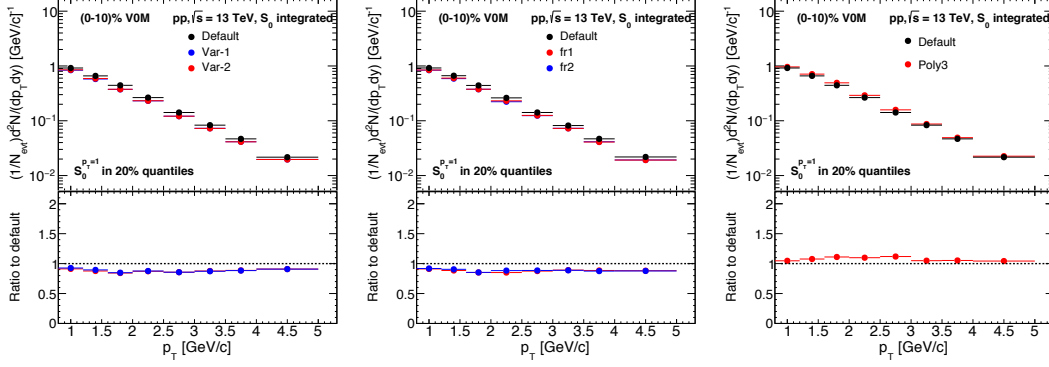 (0-10)% V0M pp,√s = 13 TeV, S0 integrated
Default
Var-1
Var-2
S0^pT=1 in 20% quantiles
(1/Nevt)d²N/(dpTdy) [GeV/c]⁻¹
10
1
10⁻¹
10⁻²
Ratio to default
2
1.5
1
0.5
0
1 1.5 2 2.5 3 3.5 4 4.5 5
pT [GeV/c]
(0-10)% V0M pp,√s = 13 TeV, S0 integrated
Default
fr1
fr2
S0^pT=1 in 20% quantiles
(1/Nevt)d²N/(dpTdy) [GeV/c]⁻¹
10
1
10⁻¹
10⁻²
Ratio to default
2
1.5
1
0.5
0
1 1.5 2 2.5 3 3.5 4 4.5 5
pT [GeV/c]
(0-10)% V0M pp,√s = 13 TeV, S0 integrated
Default
Poly3
S0^pT=1 in 20% quantiles
(1/Nevt)d²N/(dpTdy) [GeV/c]⁻¹
10
1
10⁻¹
10⁻²
Ratio to default
2
1.5
1
0.5
0
1 1.5 2 2.5 3 3.5 4 4.5 5
pT [GeV/c]